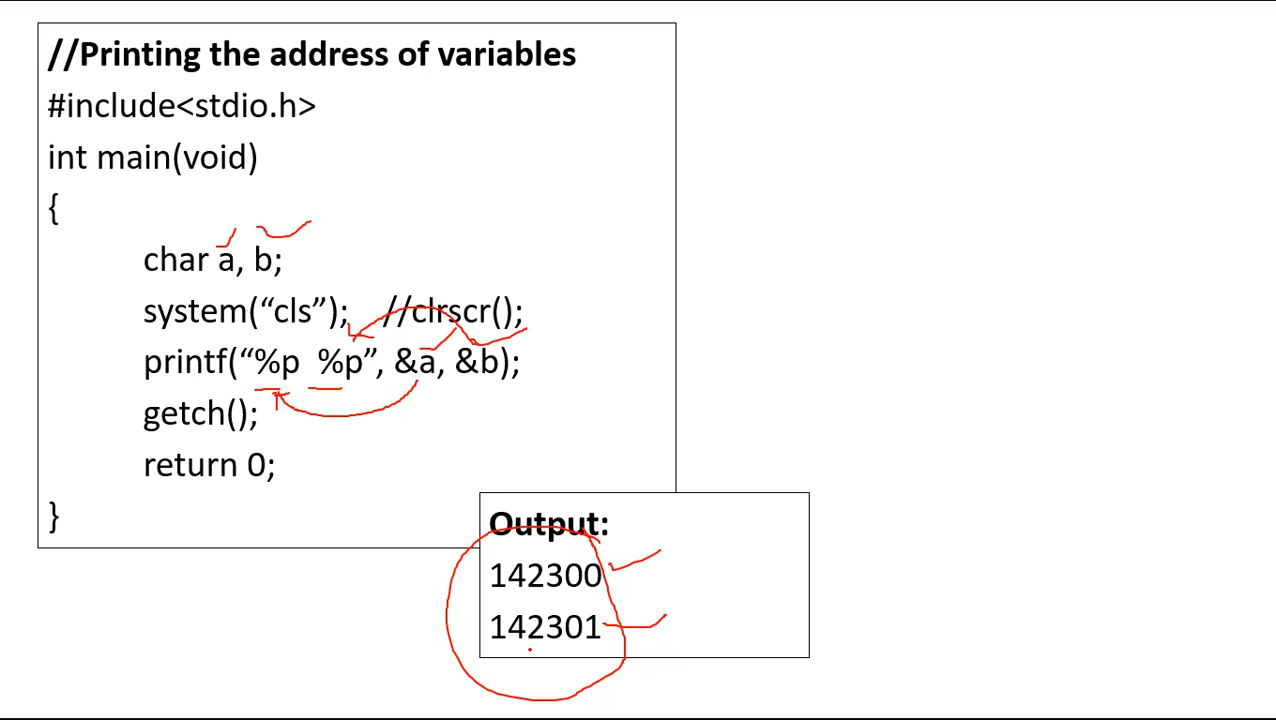 //Printing the address of variables
#include<stdio.h>
int main(void)
{
char a, b;
system(“cls”); //clrscr();
printf(“%p %p”, &a, &b);
getch();
return 0;
}
Output:
142300
142301